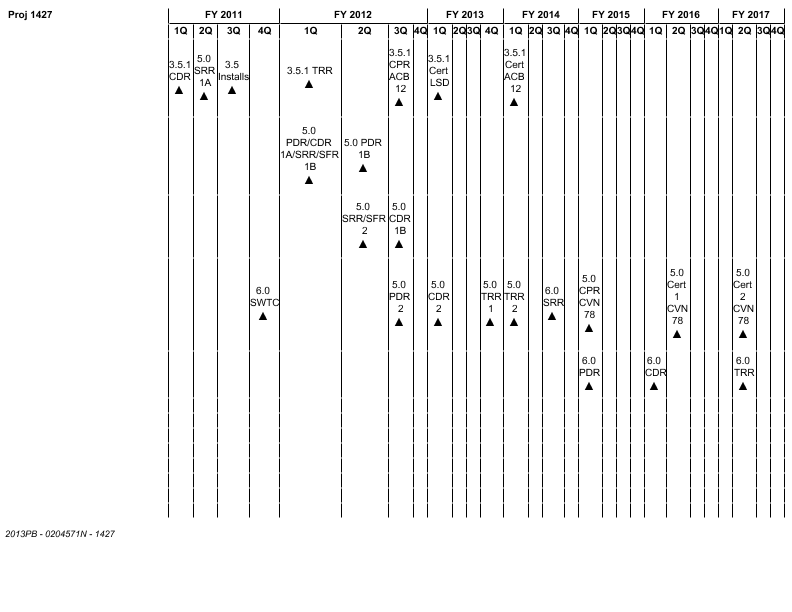 Proj 1427
FY 2011 FY 2012 FY 2013 FY 2014 FY 2015 FY 2016 FY 2017
1Q 2Q 3Q 4Q 1Q 2Q 3Q 4Q 1Q 2Q 3Q 4Q 1Q 2Q 3Q 4Q 1Q 2Q 3Q 4Q 1Q 2Q 3Q 4Q 1Q 2Q 3Q 4Q
3.5.1
CDR
5.0
SRR
1A
3.5
Installs
3.5.1 TRR
3.5.1
CPR
ACB
12
3.5.1
Cert
LSD
3.5.1
Cert
ACB
12
5.0
PDR/CDR
1A/SRR/SFR
1B
5.0 PDR
1B
5.0
SRR/SFR
2
5.0
CDR
1B
6.0
SWTC
5.0
PDR
2
5.0
CDR
2
5.0
TRR
1
5.0
TRR
2
6.0
SRR
5.0
CPR
CVN
78
5.0
Cert
1
CVN
78
5.0
Cert
2
CVN
78
6.0
PDR
6.0
CDR
6.0
TRR
2013PB - 0204571N - 1427